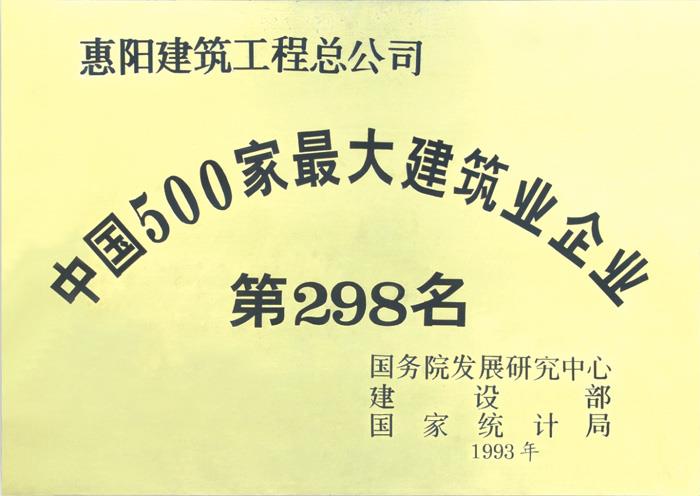 惠阳建筑工程总公司
中国500家最大建筑业企业
第298名
国务院发展研究中心
建设部
国家统计局
1993年